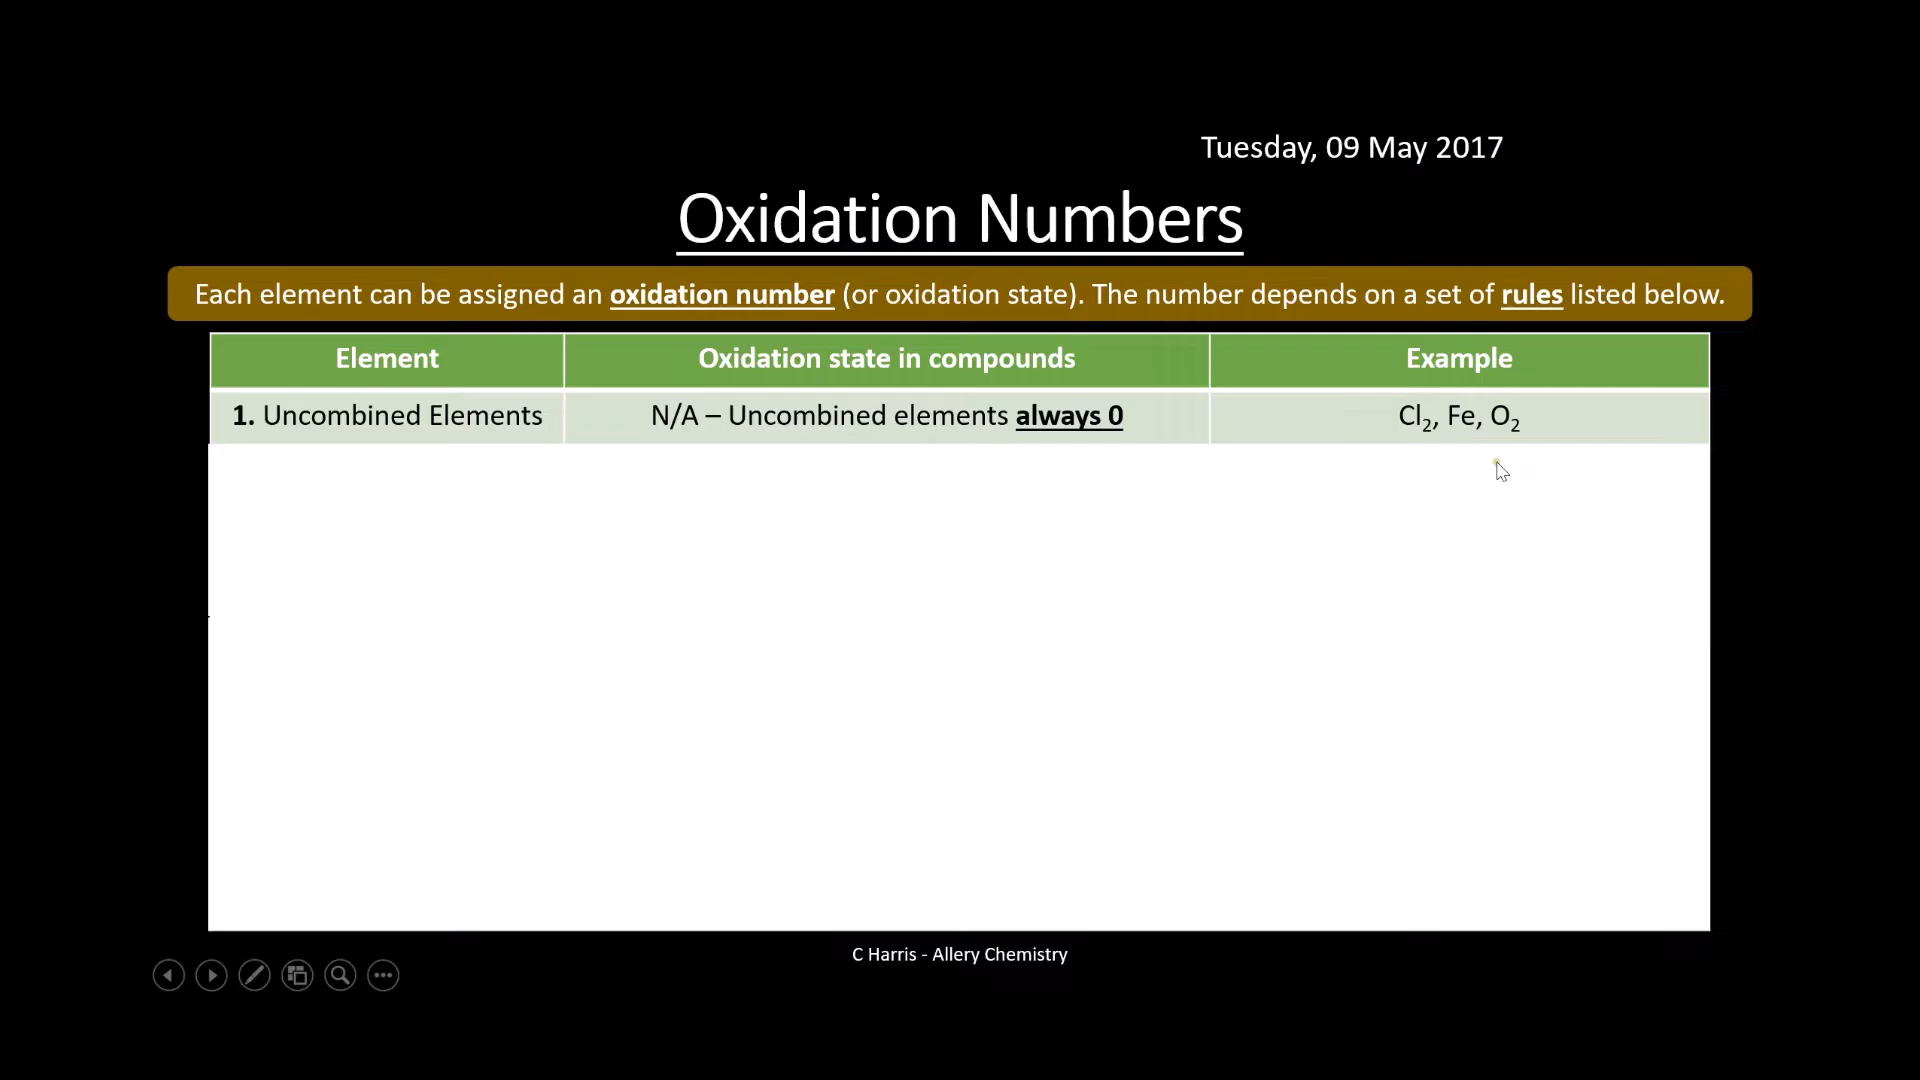 Tuesday, 09 May 2017
Oxidation Numbers
Each element can be assigned an oxidation number (or oxidation state). The number depends on a set of rules listed below.
Element Oxidation state in compounds Example
1. Uncombined Elements N/A – Uncombined elements always 0 Cl₂, Fe, O₂
C Harris - Allery Chemistry